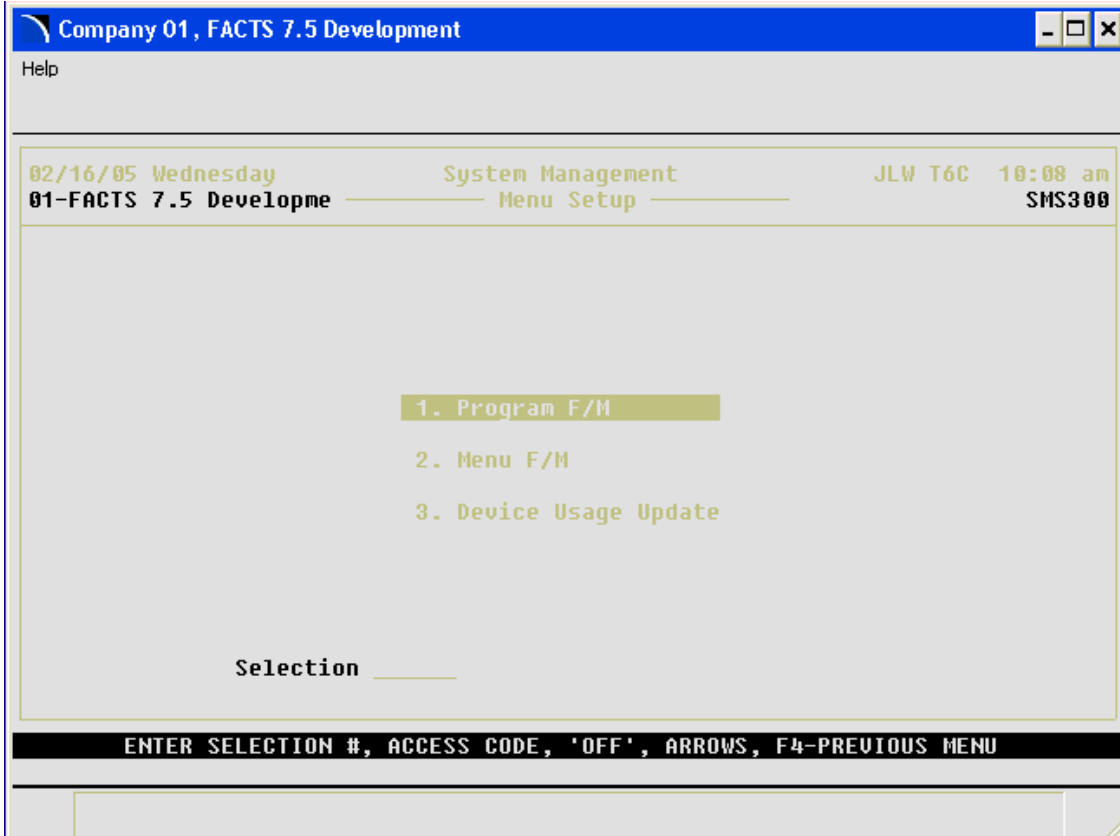 Company 01, FACTS 7.5 Development
Help
02/16/05 Wednesday System Management JLW T6C 10:08 am
01-FACTS 7.5 Developme Menu Setup SMS300
1. Program F/M
2. Menu F/M
3. Device Usage Update
Selection ______
ENTER SELECTION #, ACCESS CODE, 'OFF', ARROWS, F4-PREVIOUS MENU